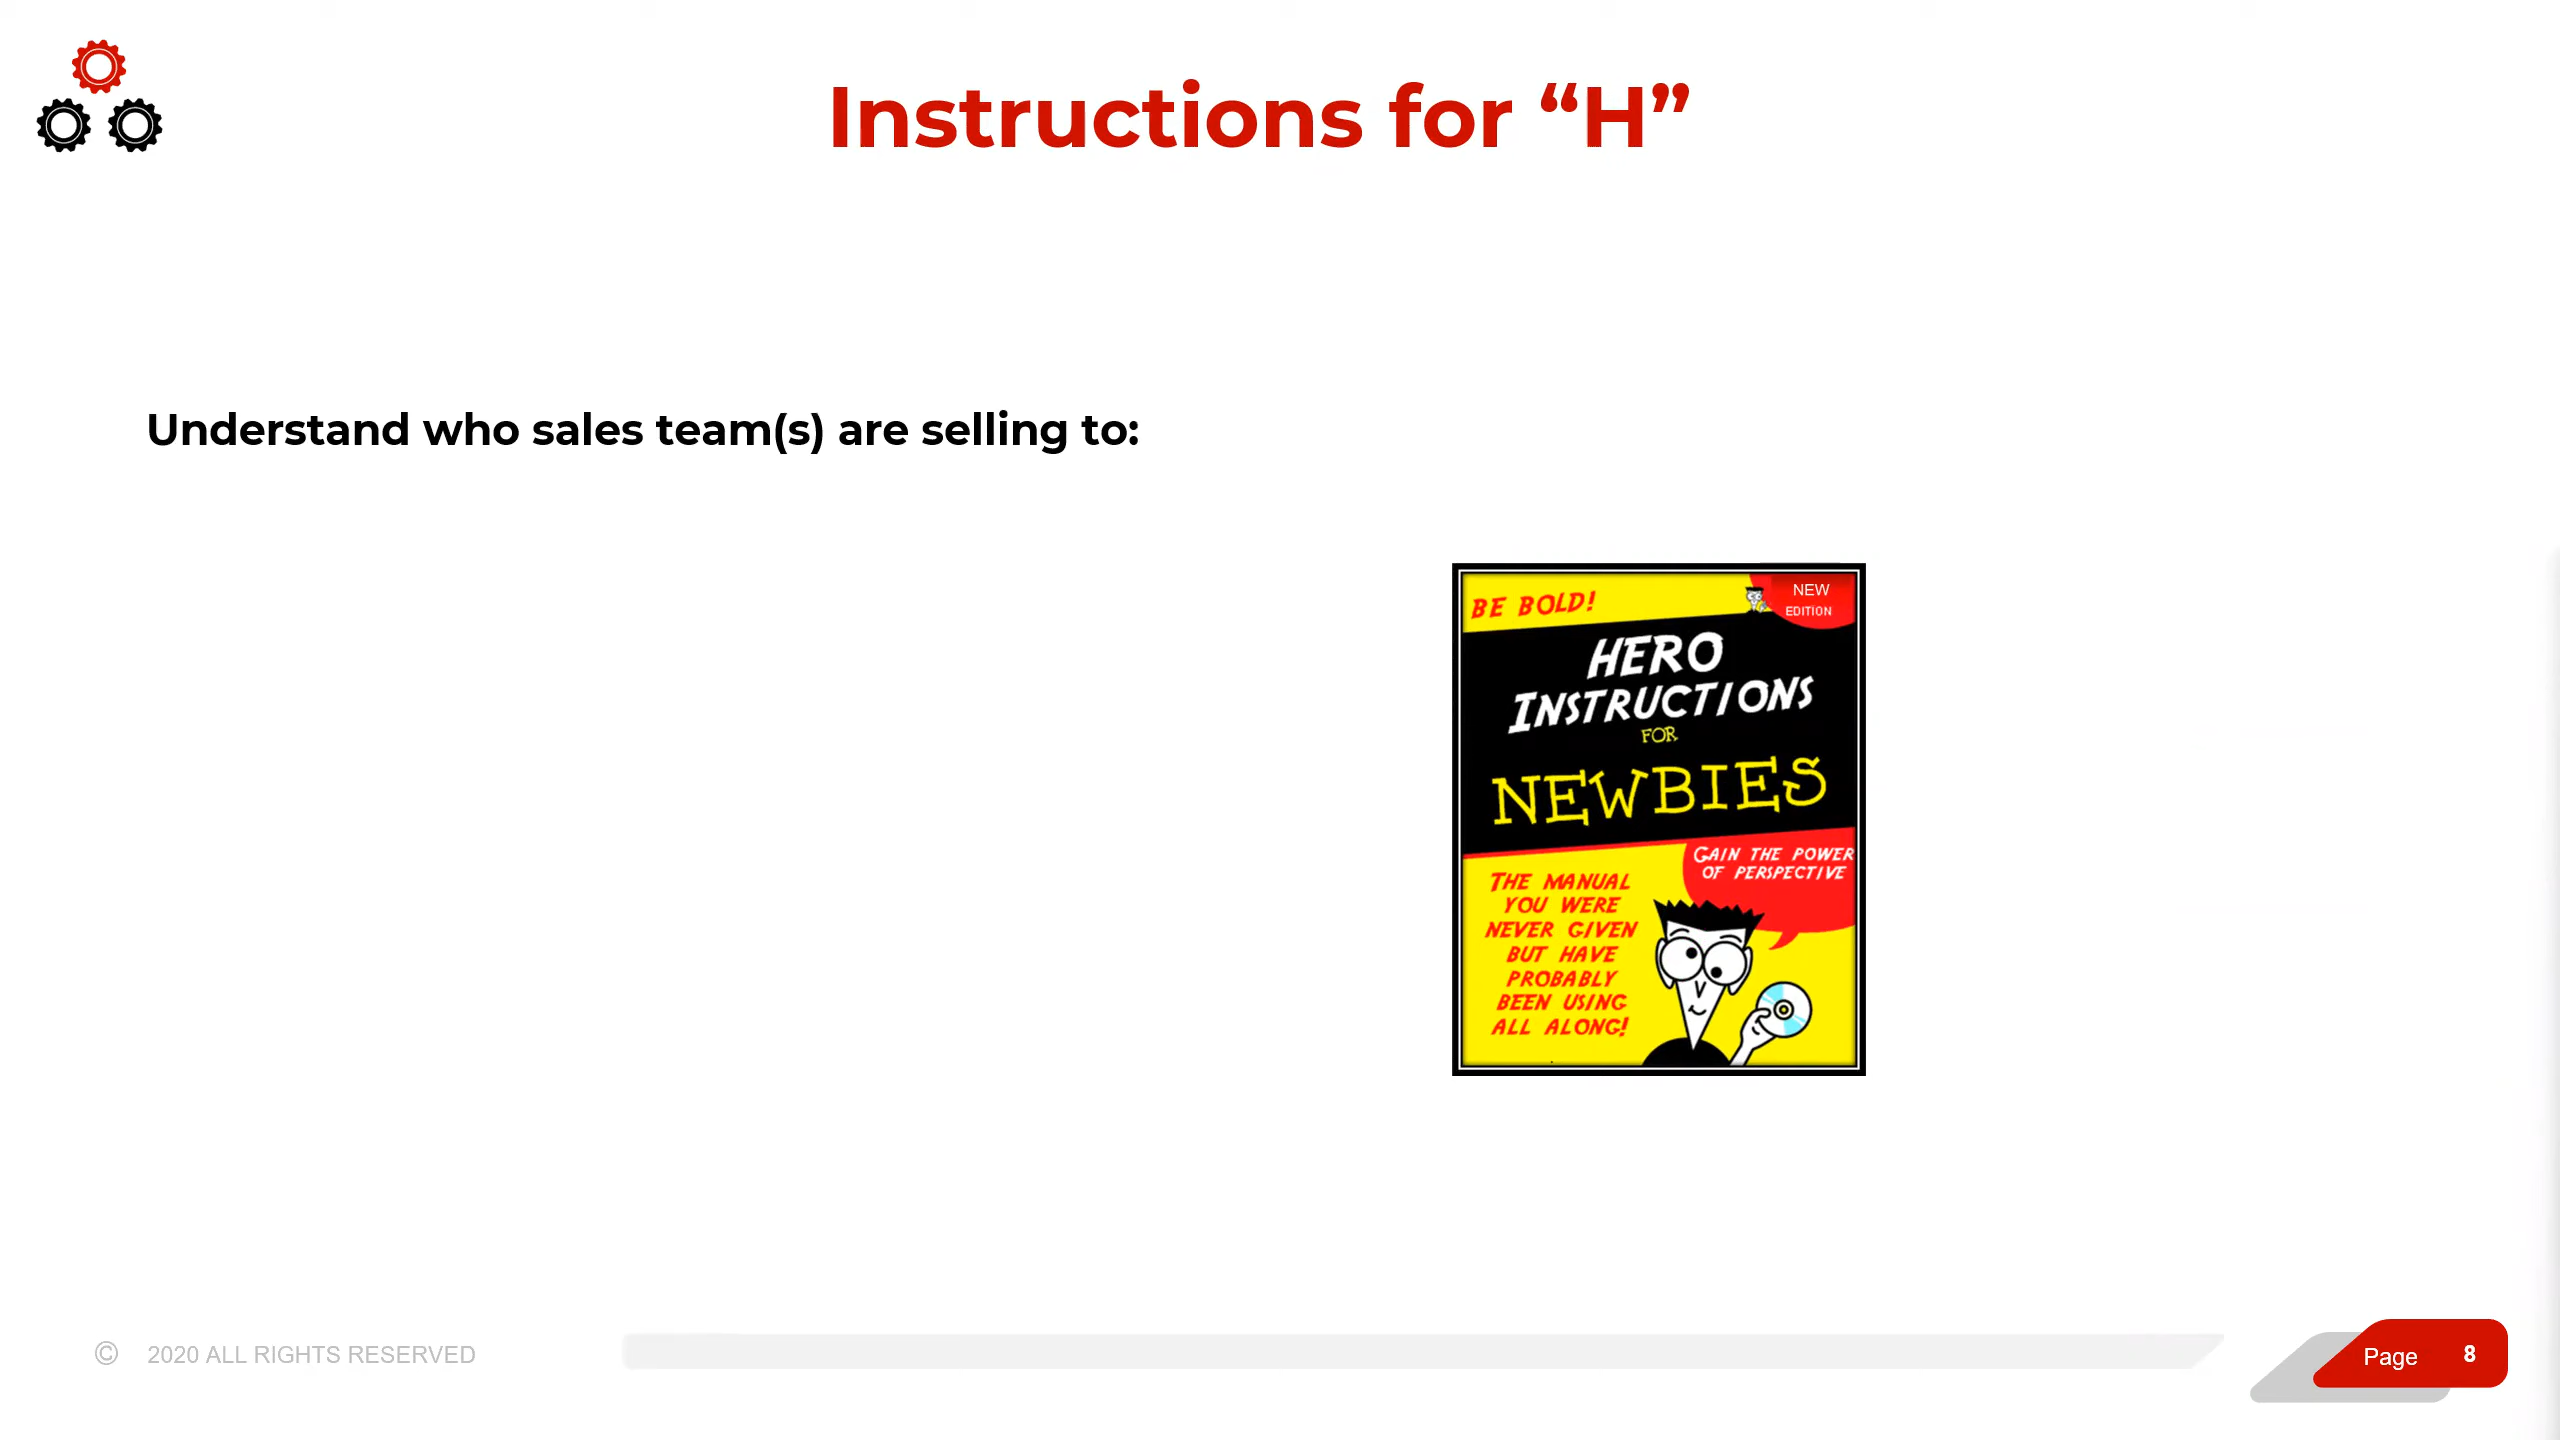 Instructions for “H”
Understand who sales team(s) are selling to:
BE BOLD!
NEW
EDITION
HERO
INSTRUCTIONS
FOR
NEWBIES
GAIN THE POWER
OF PERSPECTIVE
THE MANUAL
YOU WERE
NEVER GIVEN
BUT HAVE
PROBABLY
BEEN USING
ALL ALONG!
© 2020 ALL RIGHTS RESERVED
Page 8